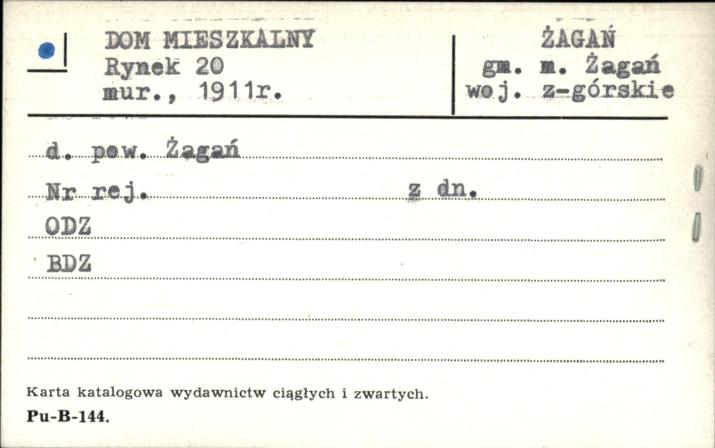 DOM MIESZKALNY
Rynek 20
mur., 1911r.
ŻAGAŃ
gm. m. Żagań
woj. z-górskie
d. pow. Żagań
Nr rej. z dn.
ODZ
BDZ
Karta katalogowa wydawnictw ciągłych i zwartych.
Pu-B-144.